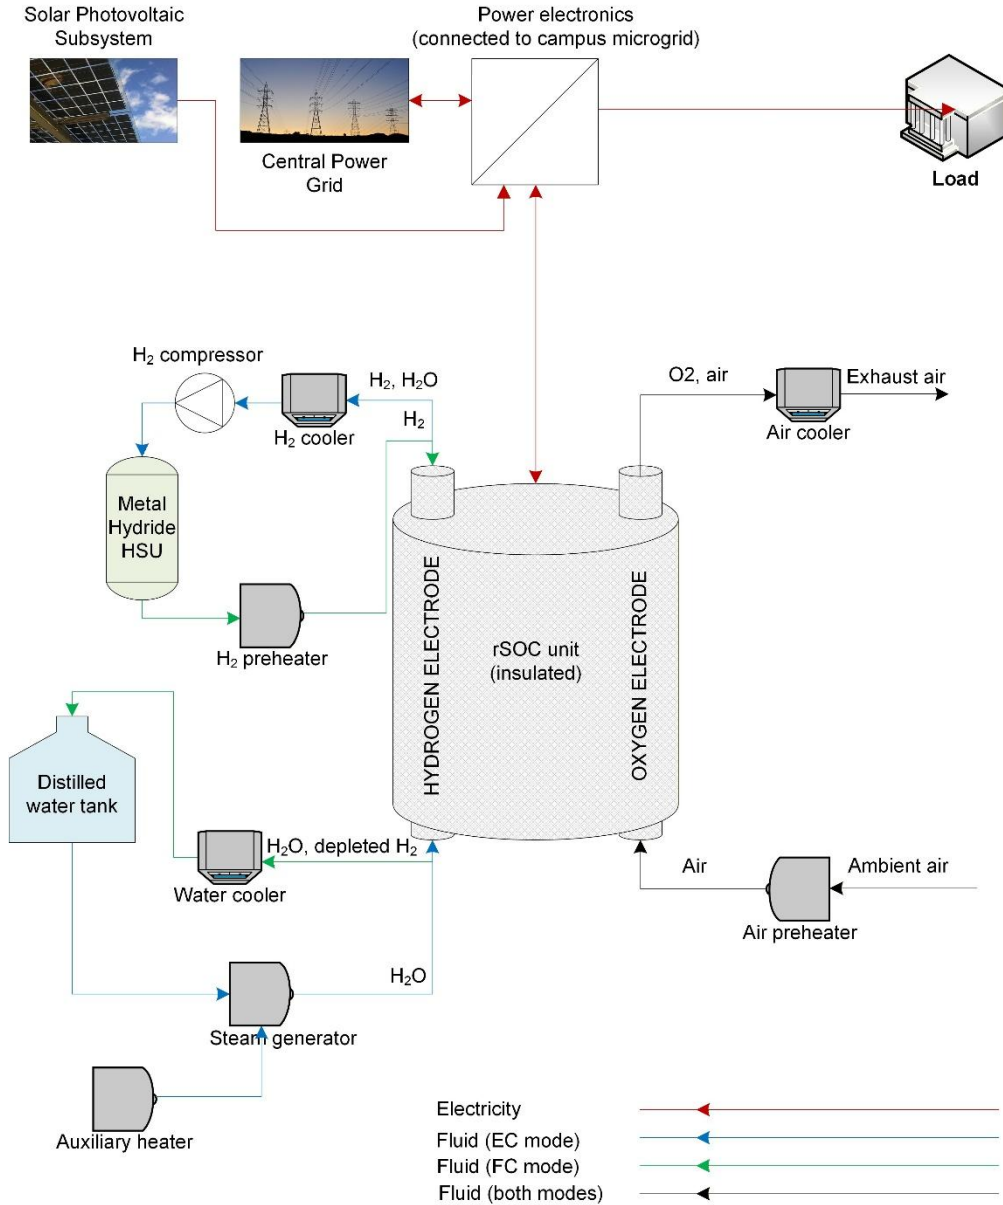 Solar Photovoltaic
Subsystem
Power electronics
(connected to campus microgrid)
Central Power
Grid
Load
H₂ compressor
H₂, H₂O
H₂
H₂ cooler
O2, air
Exhaust air
Air cooler
Metal
Hydride
HSU
H₂ preheater
HYDROGEN ELECTRODE
rSOC unit
(insulated)
OXYGEN ELECTRODE
Distilled
water tank
H₂O, depleted H₂
Water cooler
Air
Ambient air
Air preheater
H₂O
Steam generator
Auxiliary heater
Electricity
Fluid (EC mode)
Fluid (FC mode)
Fluid (both modes)